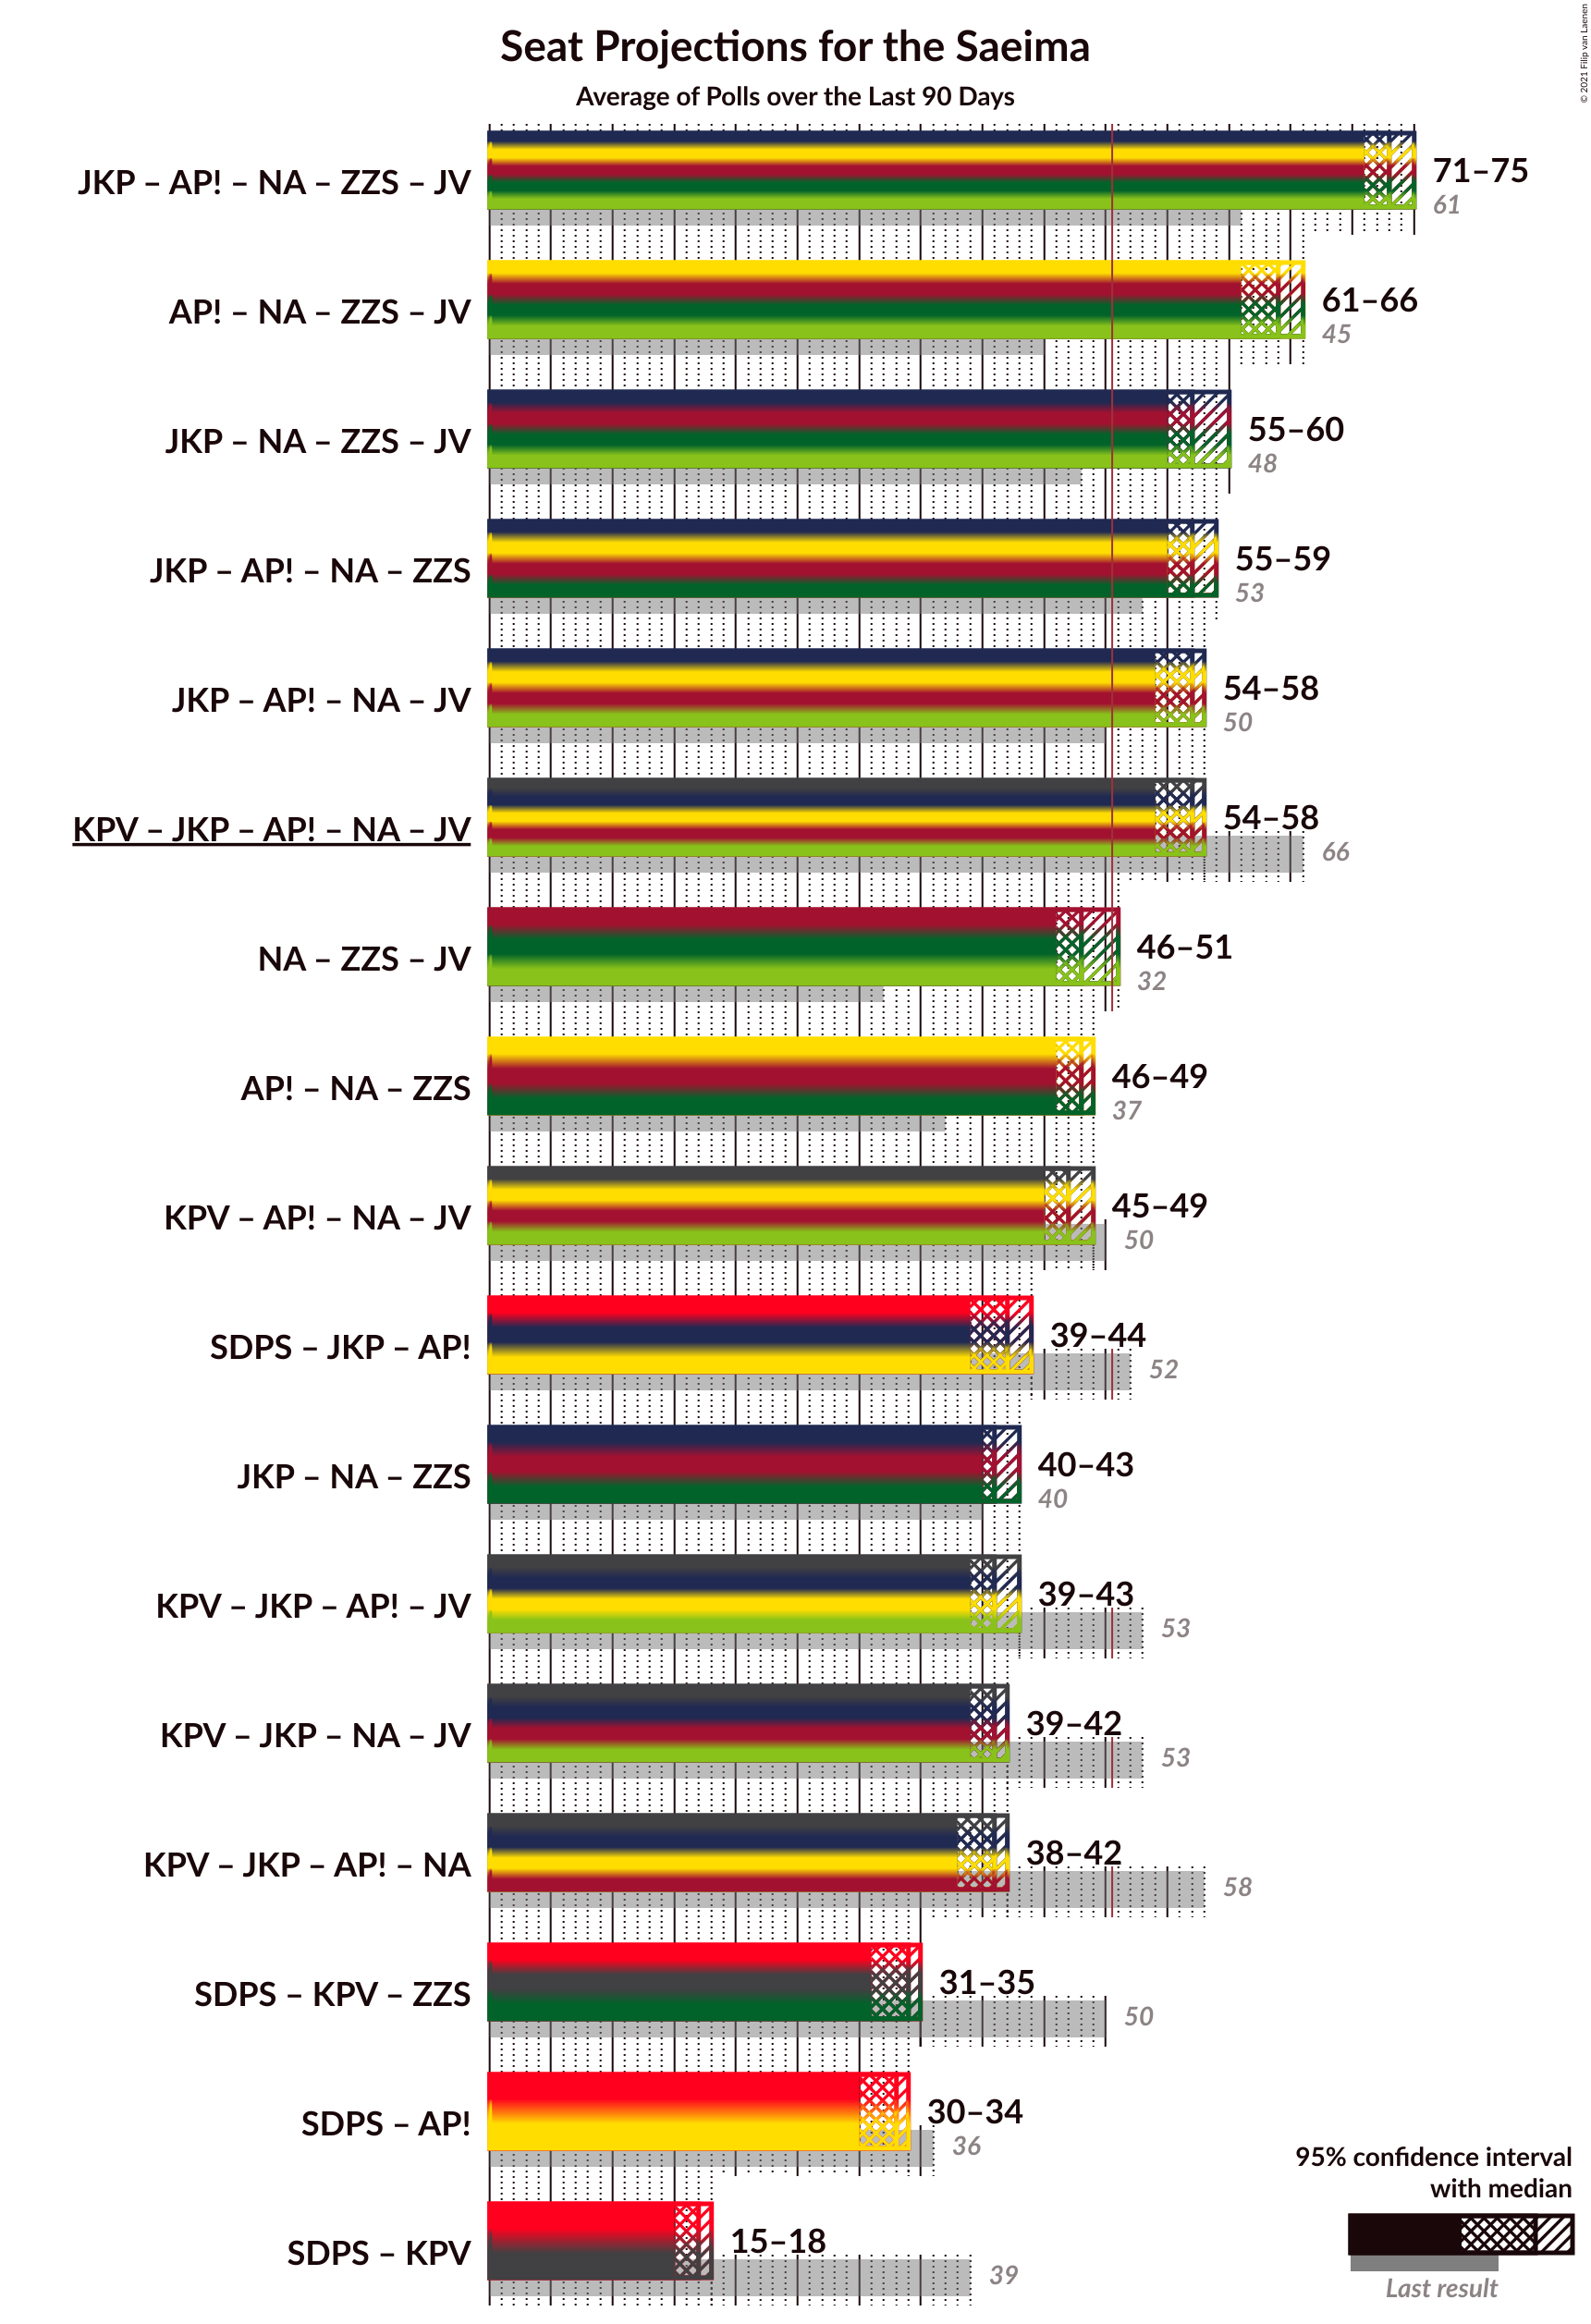 © 2021 Filip van Laenen
Seat Projections for the Saeima
Average of Polls over the Last 90 Days
JKP – AP! – NA – ZZS – JV
71–75
61
AP! – NA – ZZS – JV
61–66
45
JKP – NA – ZZS – JV
55–60
48
JKP – AP! – NA – ZZS
55–59
53
JKP – AP! – NA – JV
54–58
50
KPV – JKP – AP! – NA – JV
54–58
66
NA – ZZS – JV
46–51
32
AP! – NA – ZZS
46–49
37
KPV – AP! – NA – JV
45–49
50
SDPS – JKP – AP!
39–44
52
JKP – NA – ZZS
40–43
40
KPV – JKP – AP! – JV
39–43
53
KPV – JKP – NA – JV
39–42
53
KPV – JKP – AP! – NA
38–42
58
SDPS – KPV – ZZS
31–35
50
SDPS – AP!
30–34
36
SDPS – KPV
15–18
39
95% confidence interval
with median
Last result